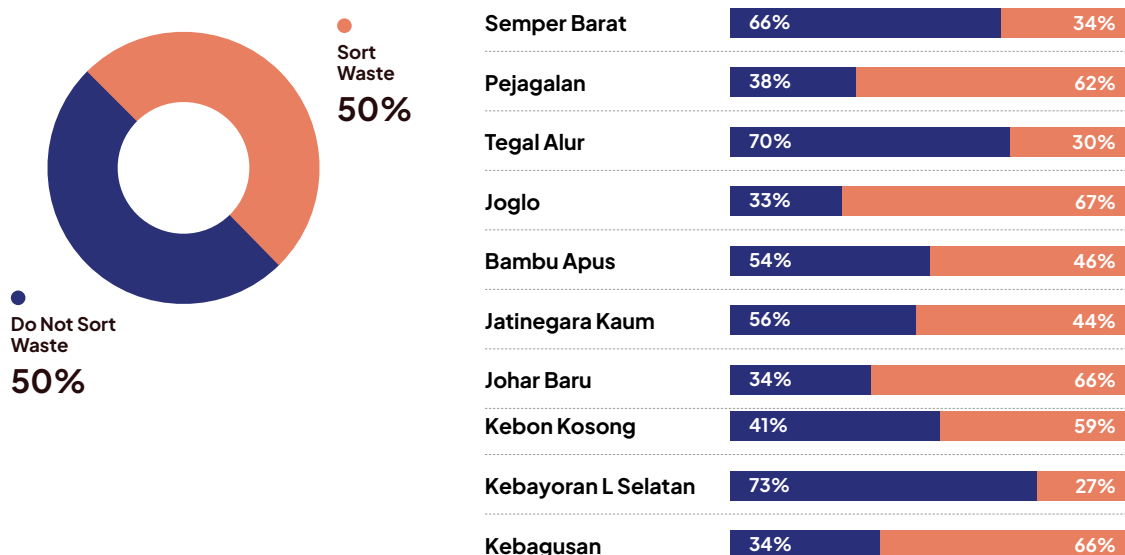 Sort
Waste
50%
Do Not Sort
Waste
50%
Semper Barat 66% 34%
Pejagalan 38% 62%
Tegal Alur 70% 30%
Joglo 33% 67%
Bambu Apus 54% 46%
Jatinegara Kaum 56% 44%
Johar Baru 34% 66%
Kebon Kosong 41% 59%
Kebayoran L Selatan 73% 27%
Kebagusan 34% 66%